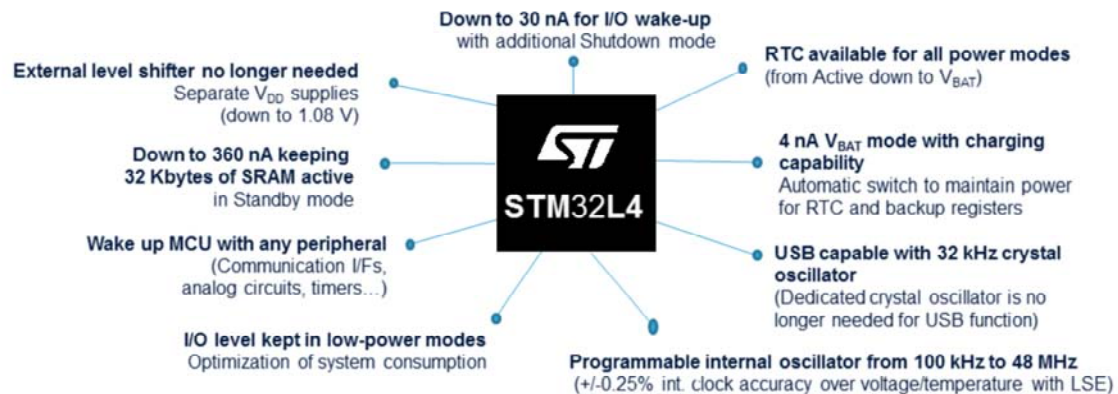 Down to 30 nA for I/O wake-up
with additional Shutdown mode
RTC available for all power modes
(from Active down to VBAT)
External level shifter no longer needed
Separate VDD supplies
(down to 1.08 V)
Down to 360 nA keeping
32 Kbytes of SRAM active
in Standby mode
ST
STM32L4
4 nA VBAT mode with charging
capability
Automatic switch to maintain power
for RTC and backup registers
Wake up MCU with any peripheral
(Communication I/Fs,
analog circuits, timers…)
USB capable with 32 kHz crystal
oscillator
(Dedicated crystal oscillator is no
longer needed for USB function)
I/O level kept in low-power modes
Optimization of system consumption
Programmable internal oscillator from 100 kHz to 48 MHz
(+/-0.25% int. clock accuracy over voltage/temperature with LSE)